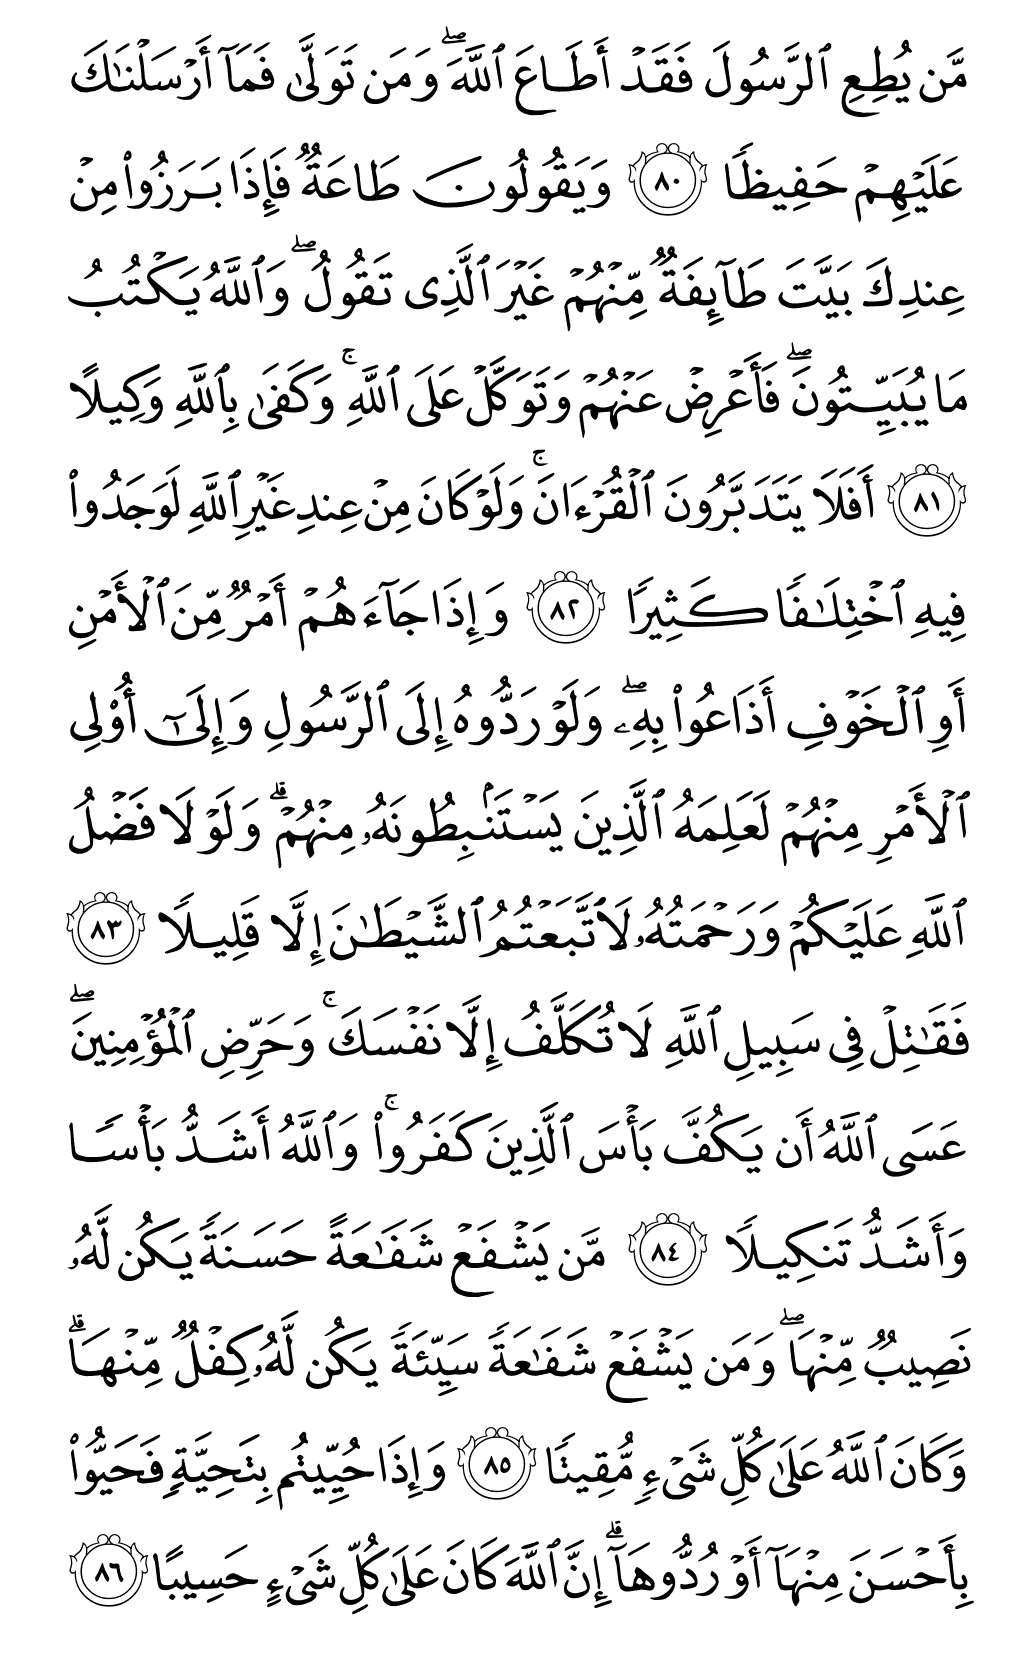 مَّن يُطِعِ ٱلرَّسُولَ فَقَدْ أَطَاعَ ٱللَّهَ ۖ وَمَن تَوَلَّىٰ فَمَآ أَرْسَلْنَٰكَ
عَلَيْهِمْ حَفِيظًا ٨٠ وَيَقُولُونَ طَاعَةٌ فَإِذَا بَرَزُوا۟ مِنْ
عِندِكَ بَيَّتَ طَآئِفَةٌ مِّنْهُمْ غَيْرَ ٱلَّذِى تَقُولُ ۖ وَٱللَّهُ يَكْتُبُ
مَا يُبَيِّتُونَ ۖ فَأَعْرِضْ عَنْهُمْ وَتَوَكَّلْ عَلَى ٱللَّهِ ۚ وَكَفَىٰ بِٱللَّهِ وَكِيلًا
٨١ أَفَلَا يَتَدَبَّرُونَ ٱلْقُرْءَانَ ۚ وَلَوْ كَانَ مِنْ عِندِ غَيْرِ ٱللَّهِ لَوَجَدُوا۟
فِيهِ ٱخْتِلَٰفًا كَثِيرًا ٨٢ وَإِذَا جَآءَهُمْ أَمْرٌ مِّنَ ٱلْأَمْنِ
أَوِ ٱلْخَوْفِ أَذَاعُوا۟ بِهِۦ ۖ وَلَوْ رَدُّوهُ إِلَى ٱلرَّسُولِ وَإِلَىٰٓ أُو۟لِى
ٱلْأَمْرِ مِنْهُمْ لَعَلِمَهُ ٱلَّذِينَ يَسْتَنۢبِطُونَهُۥ مِنْهُمْ ۗ وَلَوْلَا فَضْلُ
ٱللَّهِ عَلَيْكُمْ وَرَحْمَتُهُۥ لَٱتَّبَعْتُمُ ٱلشَّيْطَٰنَ إِلَّا قَلِيلًا ٨٣
فَقَٰتِلْ فِى سَبِيلِ ٱللَّهِ لَا تُكَلَّفُ إِلَّا نَفْسَكَ ۚ وَحَرِّضِ ٱلْمُؤْمِنِينَ ۖ
عَسَى ٱللَّهُ أَن يَكُفَّ بَأْسَ ٱلَّذِينَ كَفَرُوا۟ ۚ وَٱللَّهُ أَشَدُّ بَأْسًا
وَأَشَدُّ تَنكِيلًا ٨٤ مَّن يَشْفَعْ شَفَٰعَةً حَسَنَةً يَكُن لَّهُۥ
نَصِيبٌ مِّنْهَا ۖ وَمَن يَشْفَعْ شَفَٰعَةً سَيِّئَةً يَكُن لَّهُۥ كِفْلٌ مِّنْهَا ۗ
وَكَانَ ٱللَّهُ عَلَىٰ كُلِّ شَىْءٍ مُّقِيتًا ٨٥ وَإِذَا حُيِّيتُم بِتَحِيَّةٍ فَحَيُّوا۟
بِأَحْسَنَ مِنْهَآ أَوْ رُدُّوهَآ ۗ إِنَّ ٱللَّهَ كَانَ عَلَىٰ كُلِّ شَىْءٍ حَسِيبًا ٨٦